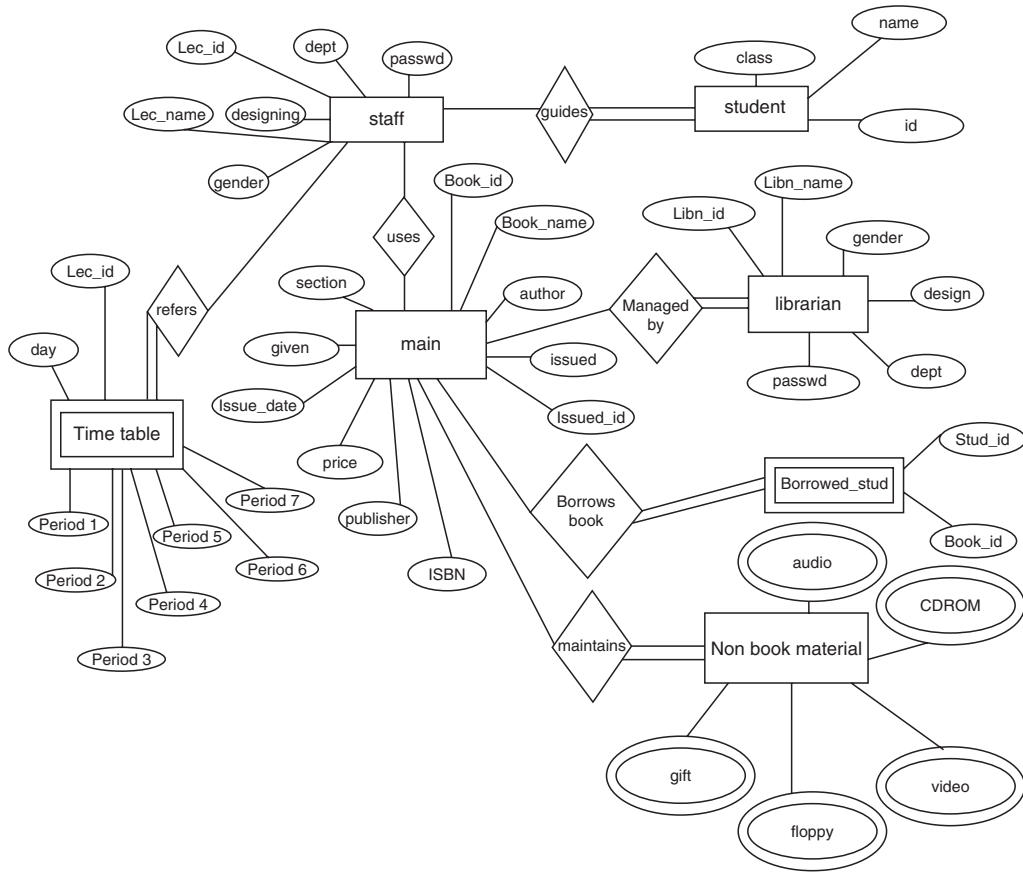 name
Lec_id
dept
passwd
class
Lec_name
designing
staff
guides
student
id
gender
Book_id
Libn_name
Libn_id
Book_name
uses
gender
Lec_id
section
author
refers
Managed
by
librarian
design
day
given
main
issued
passwd
dept
Issue_date
Issued_id
Time table
Stud_id
price
Period 7
Borrows
book
Borrowed_stud
Period 1
publisher
Period 5
Book_id
Period 2
Period 6
ISBN
audio
Period 4
CDROM
Period 3
maintains
Non book material
gift
video
floppy